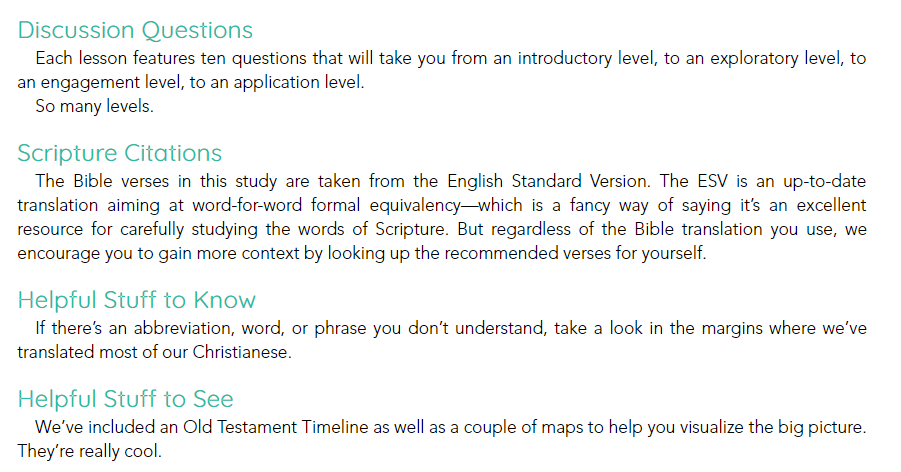 Discussion Questions
Each lesson features ten questions that will take you from an introductory level, to an exploratory level, to
an engagement level, to an application level.
So many levels.
Scripture Citations
The Bible verses in this study are taken from the English Standard Version. The ESV is an up-to-date
translation aiming at word-for-word formal equivalency—which is a fancy way of saying it's an excellent
resource for carefully studying the words of Scripture. But regardless of the Bible translation you use, we
encourage you to gain more context by looking up the recommended verses for yourself.
Helpful Stuff to Know
If there's an abbreviation, word, or phrase you don't understand, take a look in the margins where we've
translated most of our Christianese.
Helpful Stuff to See
We've included an Old Testament Timeline as well as a couple of maps to help you visualize the big picture.
They're really cool.